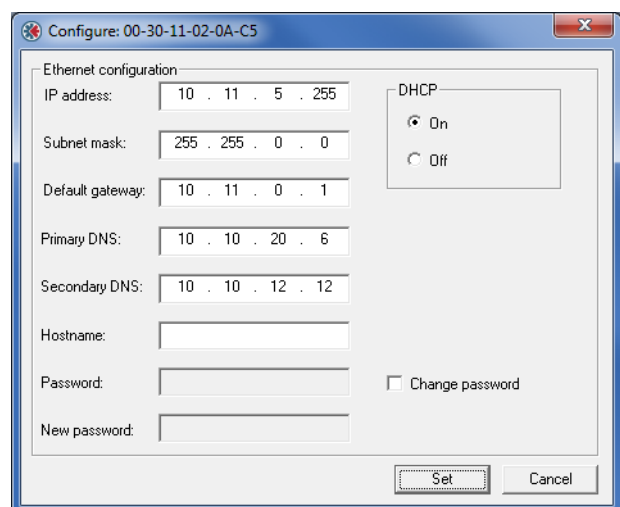 Configure: 00-30-11-02-0A-C5
Ethernet configuration
IP address: 10 . 11 . 5 . 255
DHCP
On
Subnet mask: 255 . 255 . 0 . 0
Off
Default gateway: 10 . 11 . 0 . 1
Primary DNS: 10 . 10 . 20 . 6
Secondary DNS: 10 . 10 . 12 . 12
Hostname:
Password:
Change password
New password:
Set
Cancel